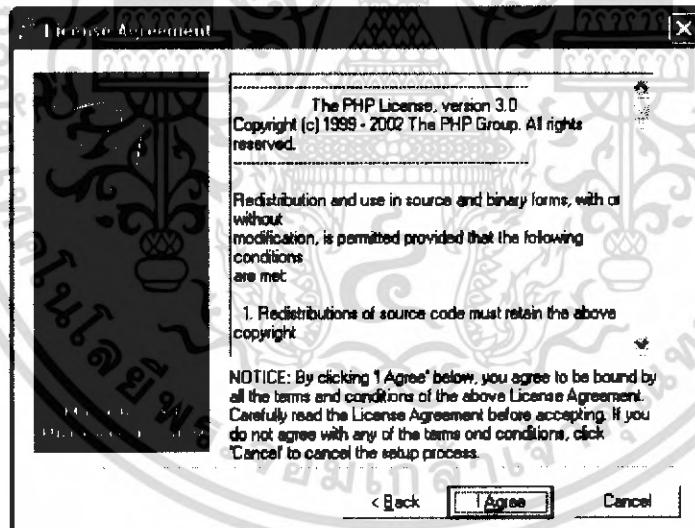 License Agreement
The PHP License, version 3.0
Copyright (c) 1999 - 2002 The PHP Group. All rights
reserved.
Redistribution and use in source and binary forms, with or
without
modification, is permitted provided that the following
conditions
are met:
1. Redistributions of source code must retain the above
copyright
NOTICE: By clicking 'I Agree' below, you agree to be bound by
all the terms and conditions of the above License Agreement.
Carefully read the License Agreement before accepting. If you
do not agree with any of the terms and conditions, click
'Cancel' to cancel the setup process.
< Back
I Agree
Cancel